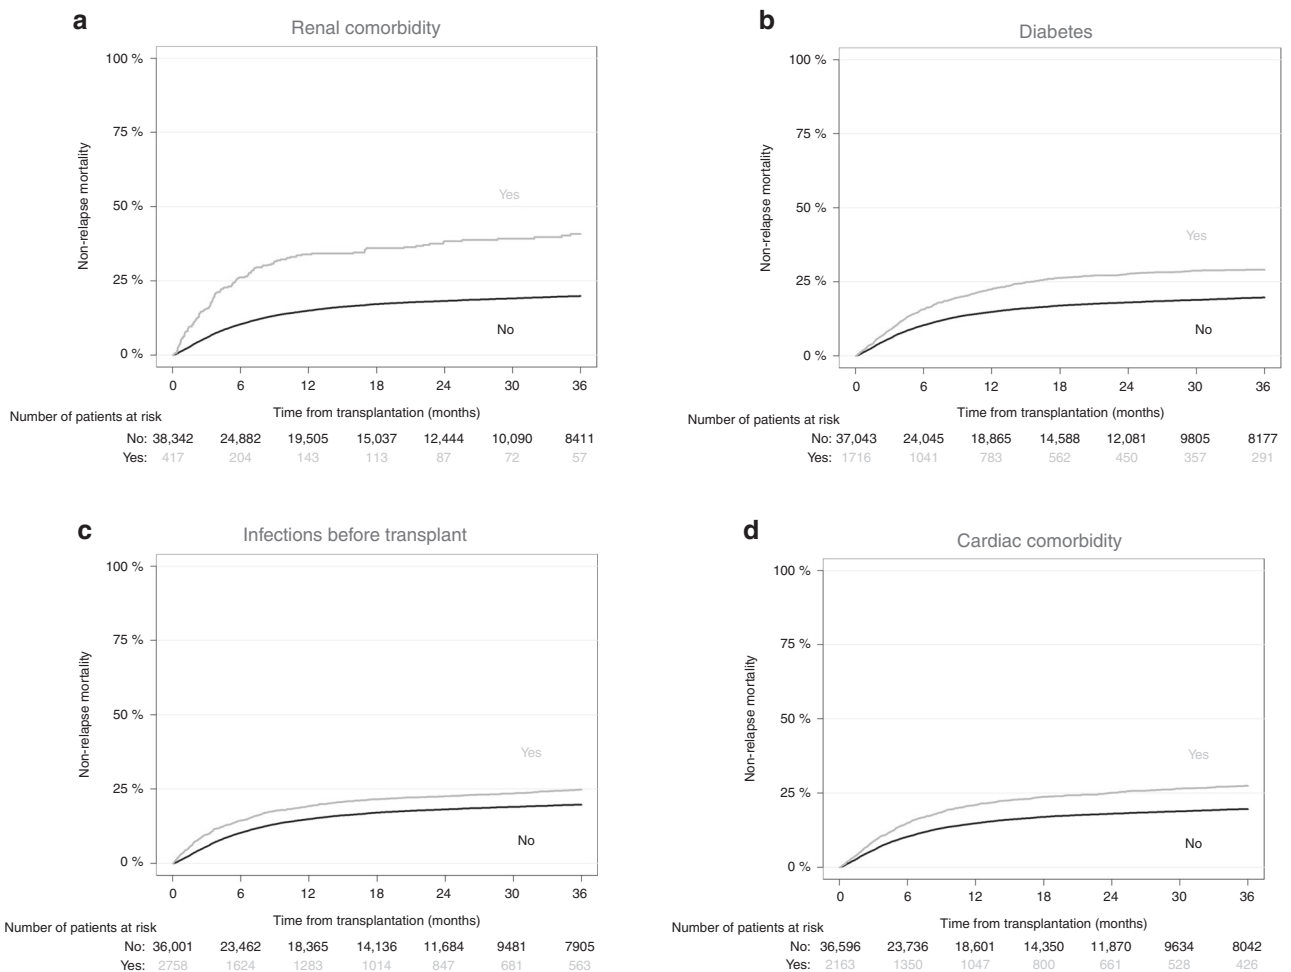 a
Renal comorbidity
100 %
75 %
50 %
25 %
0 %
Non-relapse mortality
Yes
No
0 6 12 18 24 30 36
Time from transplantation (months)
Number of patients at risk
No: 38,342 24,882 19,505 15,037 12,444 10,090 8411
Yes: 417 204 143 113 87 72 57
b
Diabetes
100 %
75 %
50 %
25 %
0 %
Non-relapse mortality
Yes
No
0 6 12 18 24 30 36
Time from transplantation (months)
Number of patients at risk
No: 37,043 24,045 18,865 14,588 12,081 9805 8177
Yes: 1716 1041 783 562 450 357 291
c
Infections before transplant
100 %
75 %
50 %
25 %
0 %
Non-relapse mortality
Yes
No
0 6 12 18 24 30 36
Time from transplantation (months)
Number of patients at risk
No: 36,001 23,462 18,365 14,136 11,684 9481 7905
Yes: 2758 1624 1283 1014 847 681 563
d
Cardiac comorbidity
100 %
75 %
50 %
25 %
0 %
Non-relapse mortality
Yes
No
0 6 12 18 24 30 36
Time from transplantation (months)
Number of patients at risk
No: 36,596 23,736 18,601 14,350 11,870 9634 8042
Yes: 2163 1350 1047 800 661 528 426